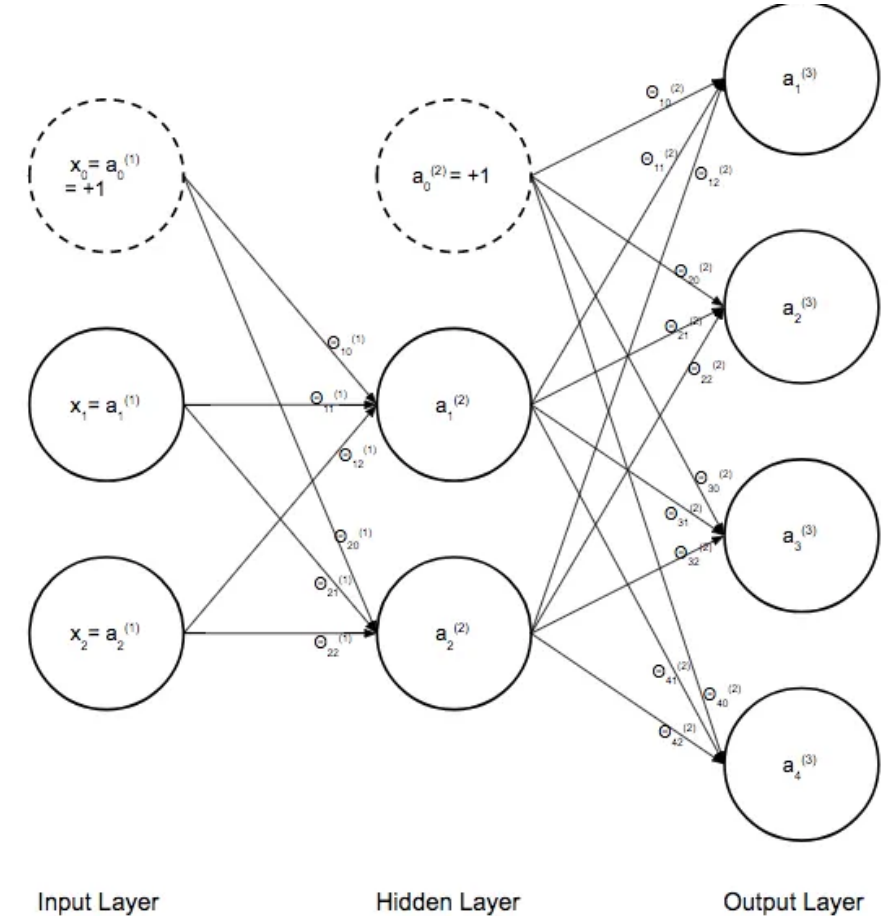 x₀= a₀⁽¹⁾
= +1
a₀⁽²⁾= +1
a₁⁽³⁾
Θ₁₀⁽²⁾
Θ₁₁⁽²⁾
Θ₁₂⁽²⁾
Θ₂₀⁽²⁾
a₂⁽³⁾
Θ₂₁⁽²⁾
Θ₂₂⁽²⁾
Θ₁₀⁽¹⁾
x₁= a₁⁽¹⁾
Θ₁₁⁽¹⁾
a₁⁽²⁾
Θ₁₂⁽¹⁾
Θ₃₀⁽²⁾
Θ₃₁⁽²⁾
a₃⁽³⁾
Θ₃₂⁽²⁾
Θ₂₀⁽¹⁾
Θ₂₁⁽¹⁾
x₂= a₂⁽¹⁾
Θ₂₂⁽¹⁾
a₂⁽²⁾
Θ₄₁⁽²⁾
Θ₄₀⁽²⁾
Θ₄₂⁽²⁾
a₄⁽³⁾
Input Layer
Hidden Layer
Output Layer